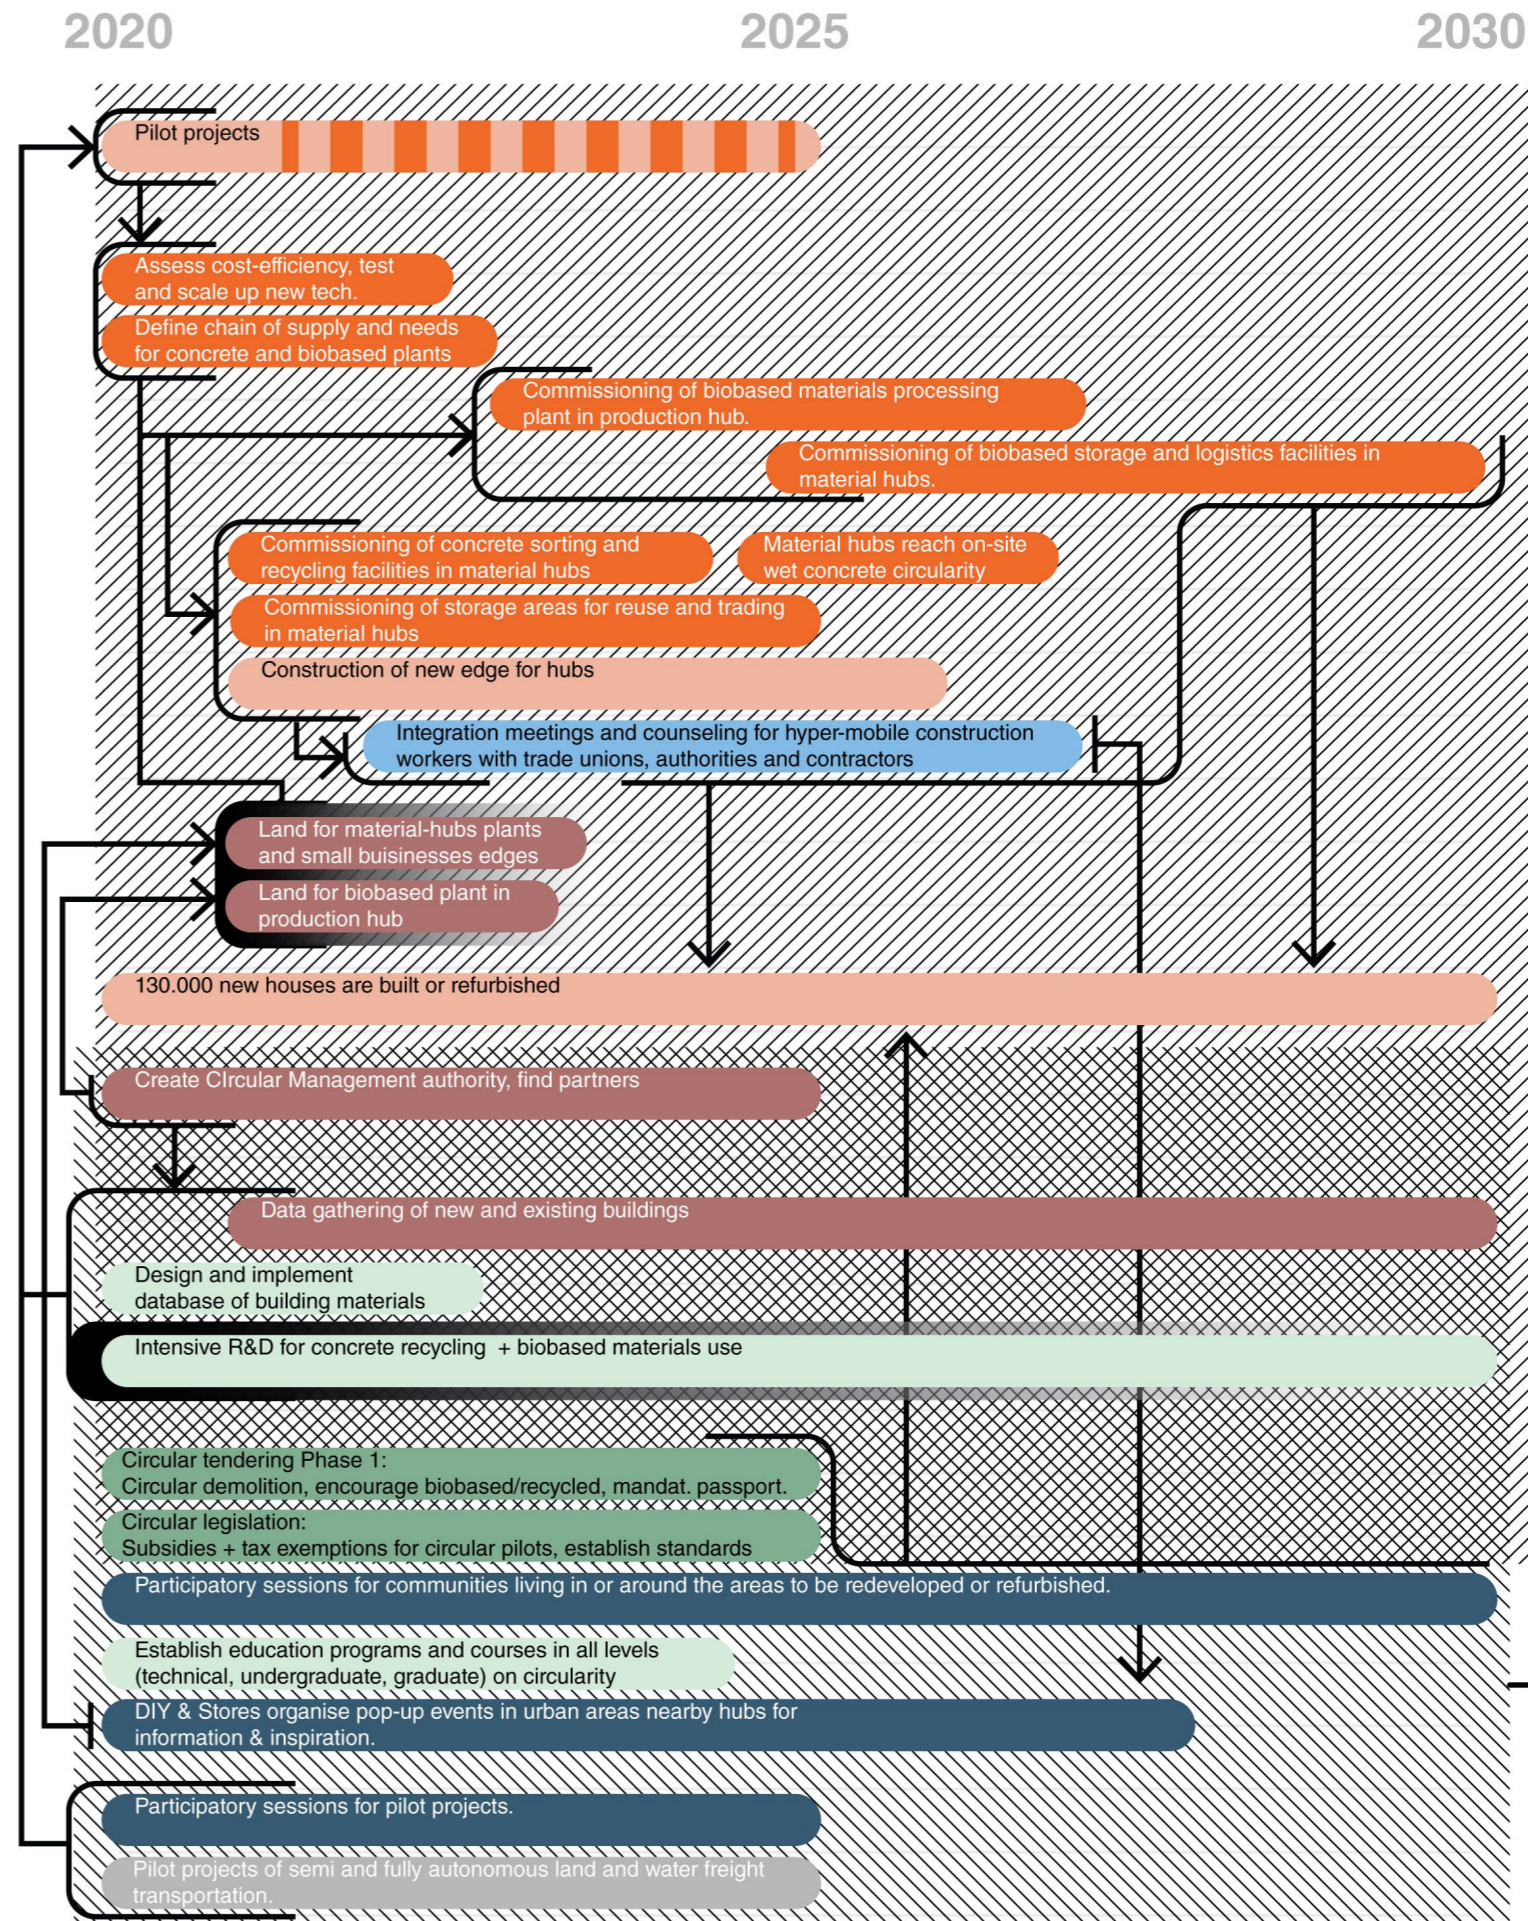 2020 2025 2030
Pilot projects
Assess cost-efficiency, test
and scale up new tech.
Define chain of supply and needs
for concrete and biobased plants
Commissioning of biobased materials processing
plant in production hub.
Commissioning of biobased storage and logistics facilities in
material hubs.
Commissioning of concrete sorting and
recycling facilities in material hubs
Material hubs reach on-site
wet concrete circularity
Commissioning of storage areas for reuse and trading
in material hubs
Construction of new edge for hubs
Integration meetings and counseling for hyper-mobile construction
workers with trade unions, authorities and contractors
Land for material-hubs plants
and small buisinesses edges
Land for biobased plant in
production hub
130.000 new houses are built or refurbished
Create CIrcular Management authority, find partners
Data gathering of new and existing buildings
Design and implement
database of building materials
Intensive R&D for concrete recycling + biobased materials use
Circular tendering Phase 1:
Circular demolition, encourage biobased/recycled, mandat. passport.
Circular legislation:
Subsidies + tax exemptions for circular pilots, establish standards
Participatory sessions for communities living in or around the areas to be redeveloped or refurbished.
Establish education programs and courses in all levels
(technical, undergraduate, graduate) on circularity
DIY & Stores organise pop-up events in urban areas nearby hubs for
information & inspiration.
Participatory sessions for pilot projects.
Pilot projects of semi and fully autonomous land and water freight
transportation.